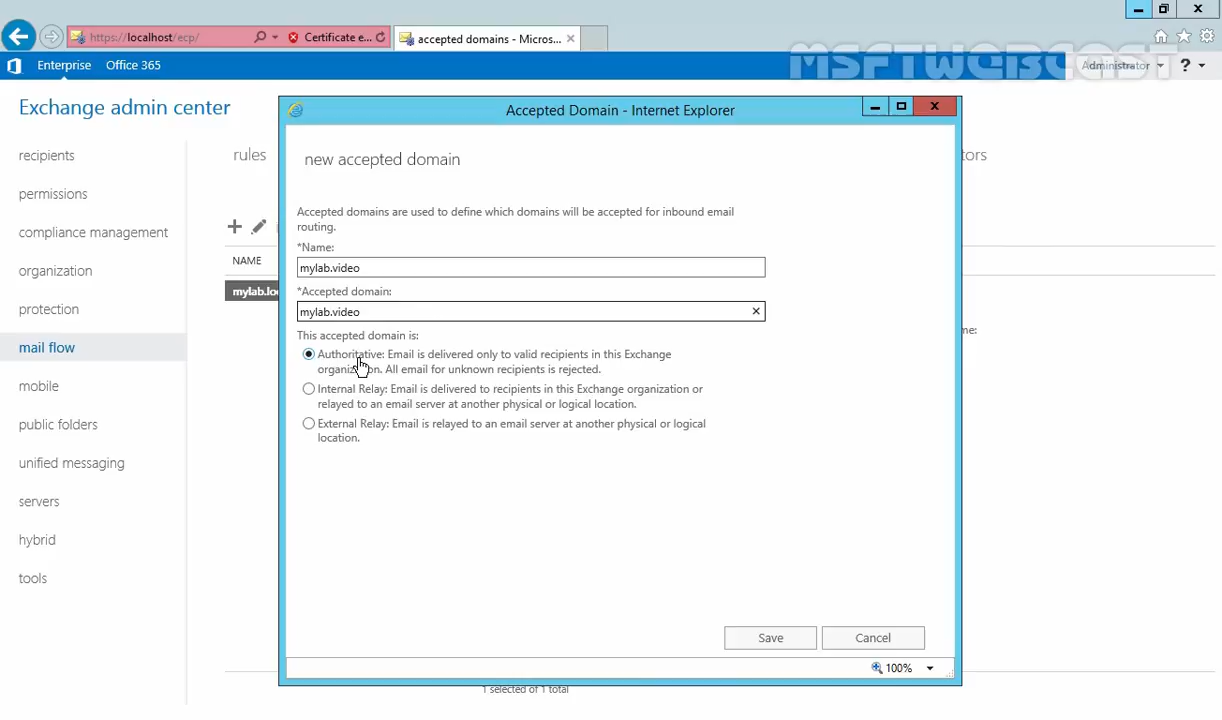 https://localhost/ecp/
Certificate e...
accepted domains - Micros...
MSFTWEBCAST
Enterprise
Office 365
Administrator
?
Exchange admin center
Accepted Domain - Internet Explorer
recipients
permissions
compliance management
organization
protection
mail flow
mobile
public folders
unified messaging
servers
hybrid
tools
rules
tors
NAME
mylab.loc
me:
new accepted domain
Accepted domains are used to define which domains will be accepted for inbound email
routing.
*Name:
mylab.video
*Accepted domain:
mylab.video
This accepted domain is:
Authoritative: Email is delivered only to valid recipients in this Exchange
organization. All email for unknown recipients is rejected.
Internal Relay: Email is delivered to recipients in this Exchange organization or
relayed to an email server at another physical or logical location.
External Relay: Email is relayed to an email server at another physical or logical
location.
Save
Cancel
100%
1 selected of 1 total